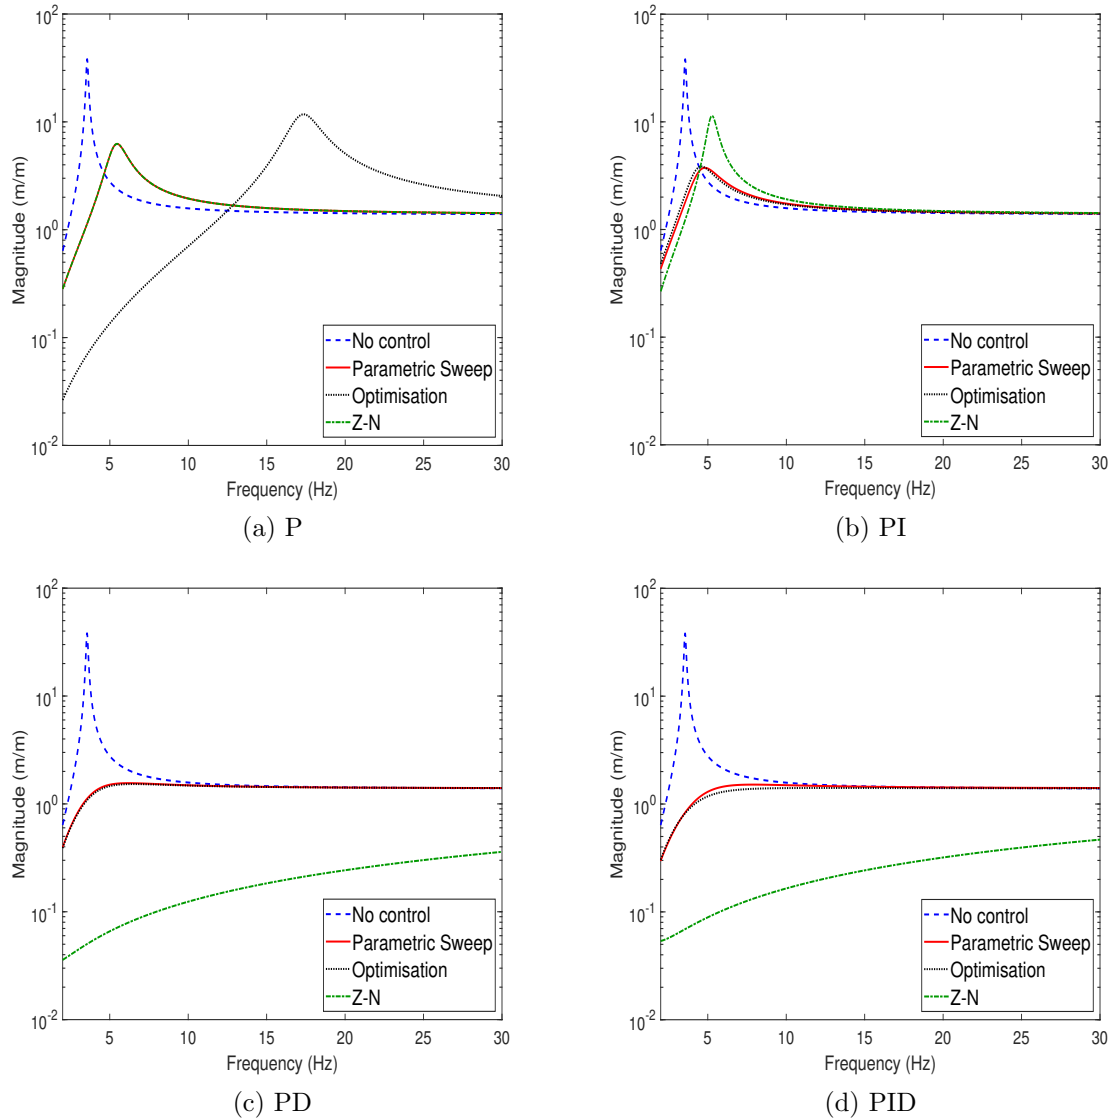 10^2
10^1
10^0
10^-1
10^-2
Magnitude (m/m)
5 10 15 20 25 30
Frequency (Hz)
No control
Parametric Sweep
Optimisation
Z-N
(a) P
10^2
10^1
10^0
10^-1
10^-2
Magnitude (m/m)
5 10 15 20 25 30
Frequency (Hz)
No control
Parametric Sweep
Optimisation
Z-N
(b) PI
10^2
10^1
10^0
10^-1
10^-2
Magnitude (m/m)
5 10 15 20 25 30
Frequency (Hz)
No control
Parametric Sweep
Optimisation
Z-N
(c) PD
10^2
10^1
10^0
10^-1
10^-2
Magnitude (m/m)
5 10 15 20 25 30
Frequency (Hz)
No control
Parametric Sweep
Optimisation
Z-N
(d) PID